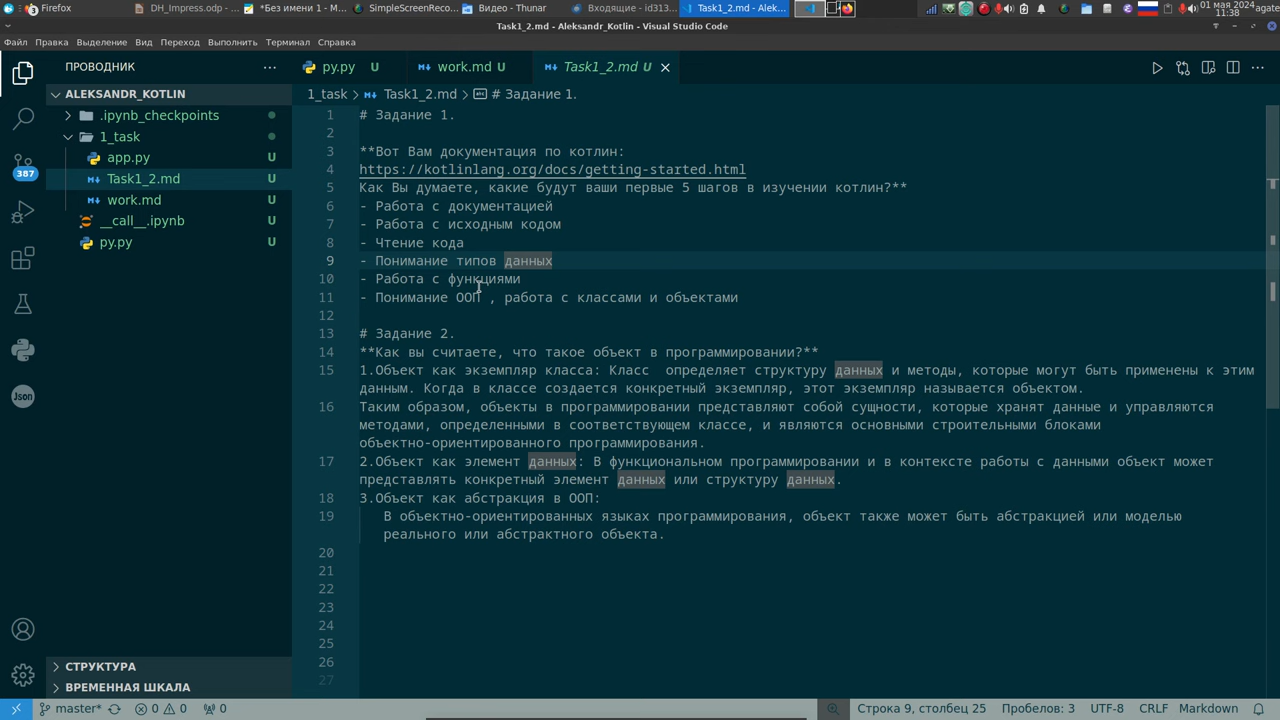 Firefox
DH_Impress.odp -...
*Без имени 1 - Mo...
SimpleScreenReco...
Видео - Thunar
Входящие - id313...
Task1_2.md - Alek...
01 мая 2024
11:38
agate
Task1_2.md - Aleksandr_Kotlin - Visual Studio Code
Файл Правка Выделение Вид Переход Выполнить Терминал Справка
ПРОВОДНИК
ALEKSANDR_KOTLIN
.ipynb_checkpoints
1_task
app.py U
Task1_2.md U
work.md U
__call__.ipynb U
py.py U
387
Json
СТРУКТУРА
ВРЕМЕННАЯ ШКАЛА
py.py U
work.md U
Task1_2.md U
1_task > Task1_2.md > # Задание 1.
1 # Задание 1.
2
3 **Вот Вам документация по котлин:
4 https://kotlinlang.org/docs/getting-started.html
5 Как Вы думаете, какие будут ваши первые 5 шагов в изучении котлин?**
6 - Работа с документацией
7 - Работа с исходным кодом
8 - Чтение кода
9 - Понимание типов данных
10 - Работа с функциями
11 - Понимание ООП , работа с классами и объектами
12
13 # Задание 2.
14 **Как вы считаете, что такое объект в программировании?**
15 1.Объект как экземпляр класса: Класс  определяет структуру данных и методы, которые могут быть применены к этим
данным. Когда в классе создается конкретный экземпляр, этот экземпляр называется объектом.
16 Таким образом, объекты в программировании представляют собой сущности, которые хранят данные и управляются
методами, определенными в соответствующем классе, и являются основными строительными блоками
объектно-ориентированного программирования.
17 2.Объект как элемент данных: В функциональном программировании и в контексте работы с данными объект может
представлять конкретный элемент данных или структуру данных.
18 3.Объект как абстракция в ООП:
19 В объектно-ориентированных языках программирования, объект также может быть абстракцией или моделью
реального или абстрактного объекта.
20
21
22
23
24
25
26
27
master* 0 0 0
Строка 9, столбец 25 Пробелов: 3 UTF-8 CRLF Markdown